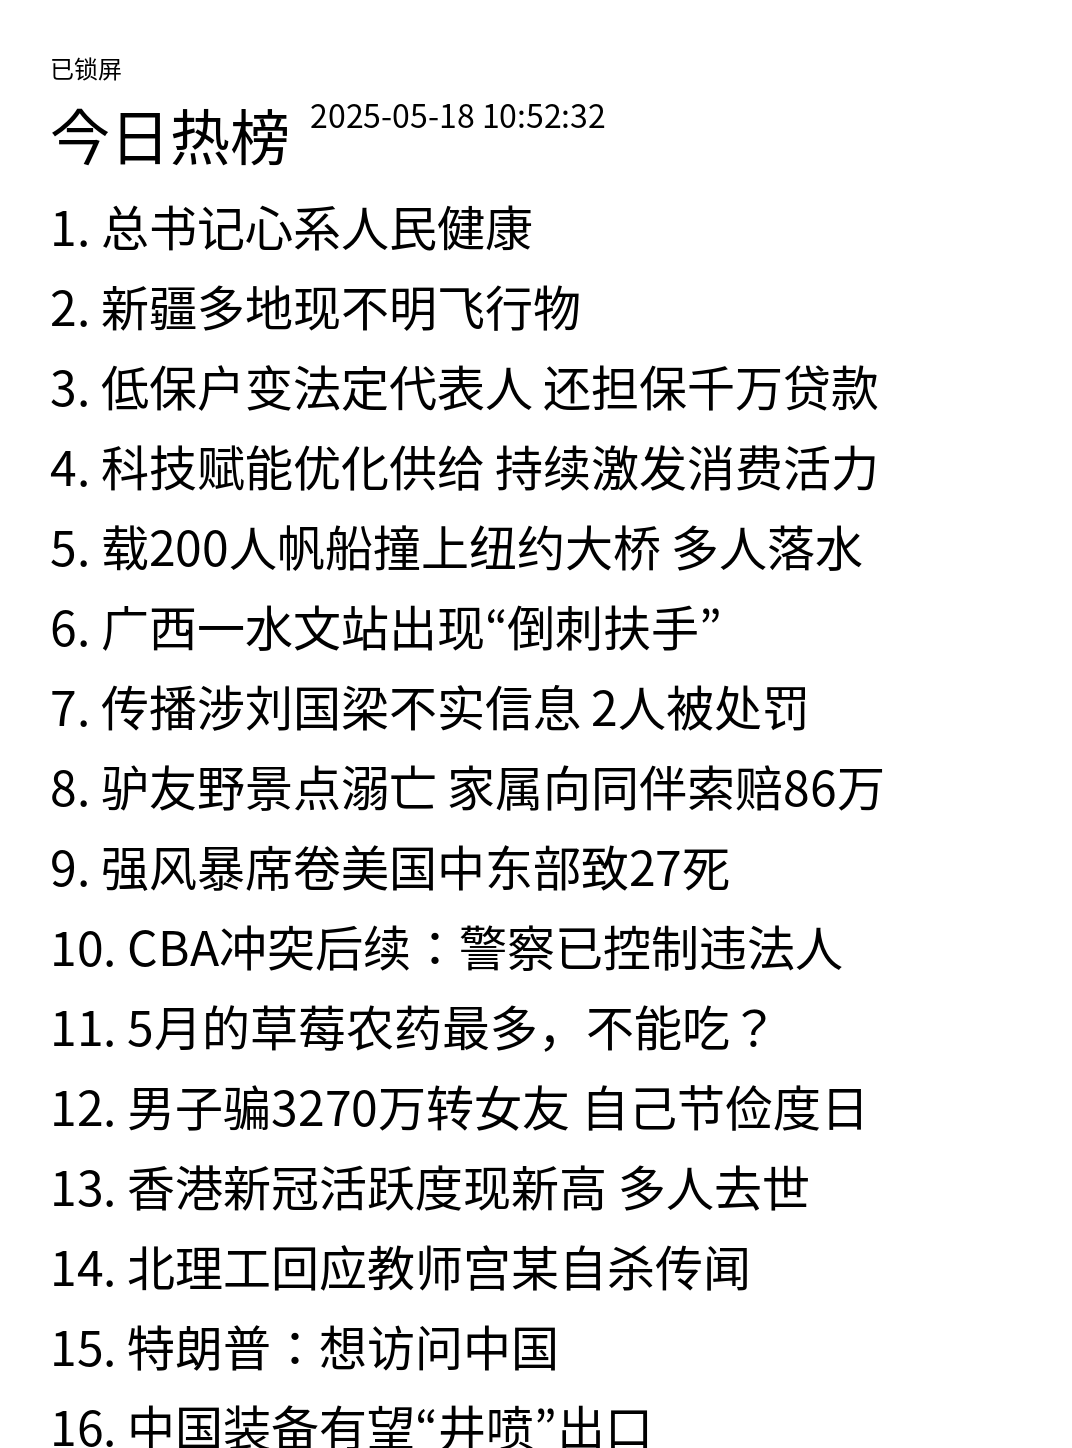 已锁屏
今日热榜 2025-05-18 10:52:32
1. 总书记心系人民健康
2. 新疆多地现不明飞行物
3. 低保户变法定代表人 还担保千万贷款
4. 科技赋能优化供给 持续激发消费活力
5. 载200人帆船撞上纽约大桥 多人落水
6. 广西一水文站出现“倒刺扶手”
7. 传播涉刘国梁不实信息 2人被处罚
8. 驴友野景点溺亡 家属向同伴索赔86万
9. 强风暴席卷美国中东部致27死
10. CBA冲突后续：警察已控制违法人
11. 5月的草莓农药最多，不能吃？
12. 男子骗3270万转女友 自己节俭度日
13. 香港新冠活跃度现新高 多人去世
14. 北理工回应教师宫某自杀传闻
15. 特朗普：想访问中国
16. 中国装备有望“井喷”出口